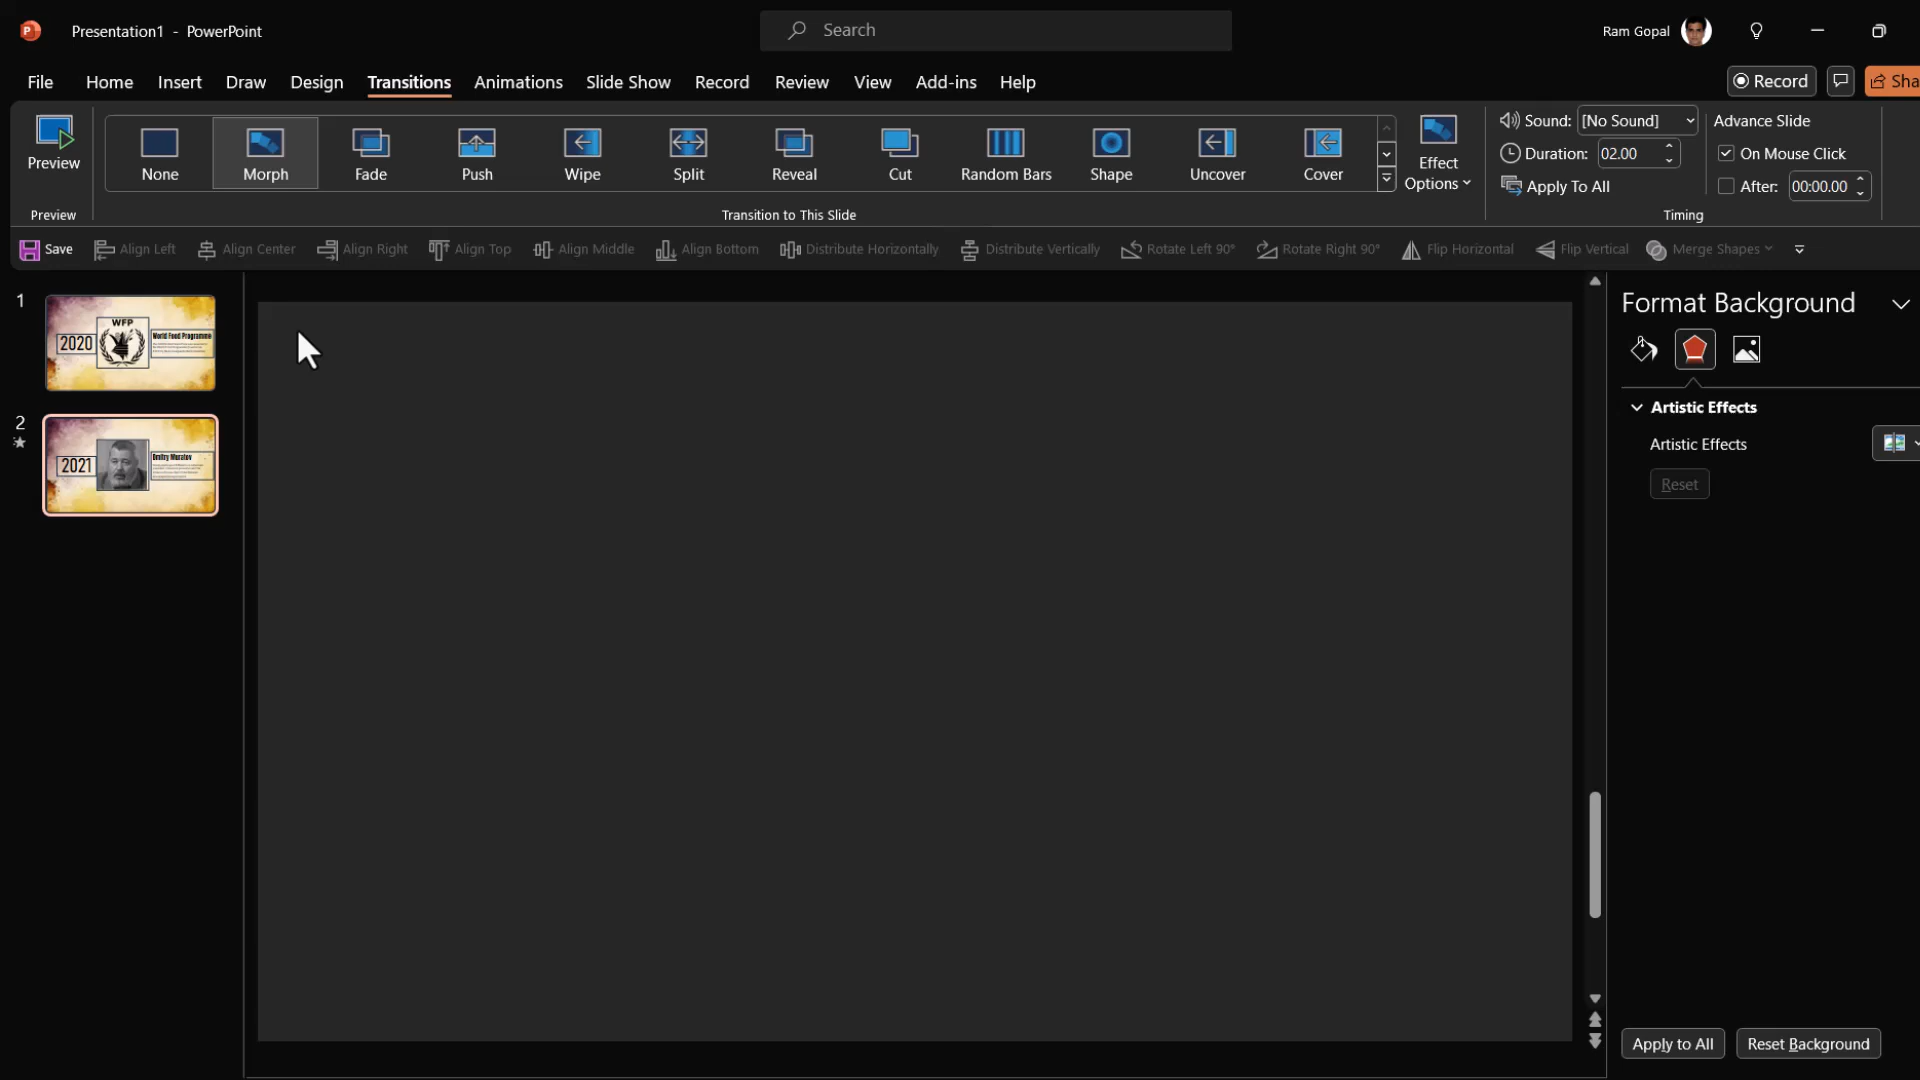 Presentation1 - PowerPoint
Search
Ram Gopal
File Home Insert Draw Design Transitions Animations Slide Show Record Review View Add-ins Help
Record
Sha
Preview
None
Morph
Fade
Push
Wipe
Split
Reveal
Cut
Random Bars
Shape
Uncover
Cover
Effect
Options
Sound: [No Sound]
Duration: 02.00
Apply To All
Advance Slide
On Mouse Click
After: 00:00.00
Preview
Transition to This Slide
Timing
Save Align Left Align Center Align Right Align Top Align Middle Align Bottom Distribute Horizontally Distribute Vertically Rotate Left 90° Rotate Right 90° Flip Horizontal Flip Vertical Merge Shapes
1
2020
WFP
World Food Programme
2
2021
Dmitry Muratov
Format Background
Artistic Effects
Artistic Effects
Reset
Apply to All
Reset Background